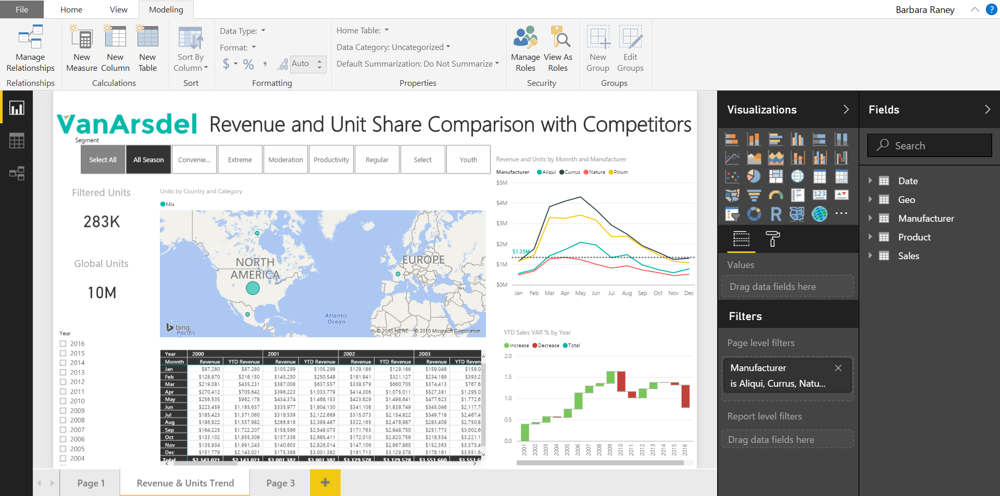 File Home View Modeling Barbara Raney ?
Manage Relationships
New Measure
New Column
New Table
Sort By Column
Data Type:
Format:
$ % , .00 Auto
Home Table:
Data Category: Uncategorized
Default Summarization: Do Not Summarize
Manage Roles
View As Roles
New Group
Edit Groups
Relationships Calculations Sort Formatting Properties Security Groups
VanArsdel Revenue and Unit Share Comparison with Competitors
Segment
Select All All Season Convenie... Extreme Moderation Productivity Regular Select Youth
Filtered Units
283K
Global Units
10M
Units by Country and Category
Mix
NORTH AMERICA
EUROPE
Atlantic Ocean
Pacific
bing
© 2016 HERE © 2016 Microsoft Corporation
Revenue and Units by Monnth and Manufacturer
Manufacturer Aliqui Currus Natura Pirum
$5M
$4M
$3M
$2M
$1.35M
$1M
$0M
Jan Feb Mar Apr May Jun Jul Aug Sep Oct Nov Dec
Year
2016
2015
2014
2013
2012
2011
2010
2009
2008
2007
2006
2005
2004
Year 2000 2001 2002 2003
Monnth Revenue YTD Revenue Revenue YTD Revenue Revenue YTD Revenue Revenue YTD Reven
Jan $87,280 $87,280 $105,299 $105,299 $129,186 $129,186 $159,048 $159,0
Feb $128,870 $216,150 $145,250 $250,549 $191,941 $321,127 $234,189 $393,2
Mar $219,081 $435,231 $387,008 $637,557 $339,579 $660,705 $374,413 $767,6
Apr $270,412 $705,642 $396,223 $1,033,779 $414,306 $1,075,011 $527,381 $1,295,0
May $256,535 $962,178 $434,374 $1,468,153 $423,629 $1,498,641 $477,623 $1,772,6
Jun $223,459 $1,185,637 $335,977 $1,804,130 $341,108 $1,839,749 $345,046 $2,117,7
Jul $185,423 $1,371,060 $318,539 $2,122,669 $315,073 $2,154,822 $349,718 $2,467,4
Aug $186,922 $1,557,982 $266,818 $2,389,487 $322,165 $2,476,987 $283,409 $2,750,8
Sep $164,225 $1,722,207 $158,586 $2,548,073 $171,763 $2,648,750 $251,773 $3,002,6
Oct $133,102 $1,855,309 $137,338 $2,685,411 $172,010 $2,820,759 $218,534 $3,221,1
Nov $135,934 $1,991,243 $140,603 $2,826,014 $147,106 $2,967,865 $152,363 $3,373,4
Dec $151,779 $2,143,021 $175,368 $3,001,382 $161,713 $3,129,578 $178,161 $3,551,6
Total $2,143,021 $2,143,021 $3,001,382 $3,001,382 $3,129,578 $3,129,578 $3,551,660 $3,551,6
YTD Sales VAR % by Year
Increase Decrease Total
2.0
1.5
1.0
0.5
0.0
2001 2002 2003 2004 2005 2006 2007 2008 2009 2010 2011 2012 2013 2014 2015 2016
Page 1 Revenue & Units Trend Page 3 +
Visualizations
123
R
...
Values
Drag data fields here
Filters
Page level filters
Manufacturer
is Aliqui, Currus, Natu...
Report level filters
Drag data fields here
Fields
Search
Date
Geo
Manufacturer
Product
Sales